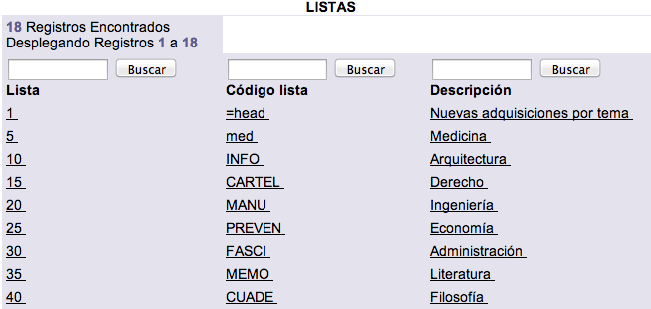 LISTAS
18 Registros Encontrados
Desplegando Registros 1 a 18
Buscar Buscar Buscar
Lista Código lista Descripción
1 =head Nuevas adquisiciones por tema
5 med Medicina
10 INFO Arquitectura
15 CARTEL Derecho
20 MANU Ingeniería
25 PREVEN Economía
30 FASCI Administración
35 MEMO Literatura
40 CUADE Filosofía